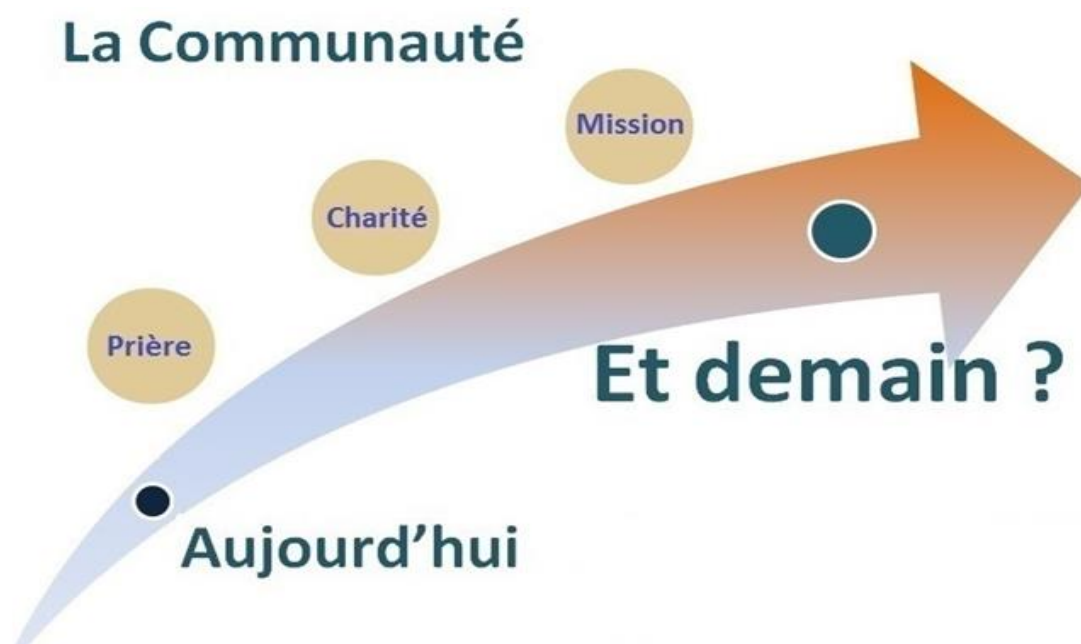 La Communauté
Mission
Charité
Prière
Et demain ?
Aujourd’hui